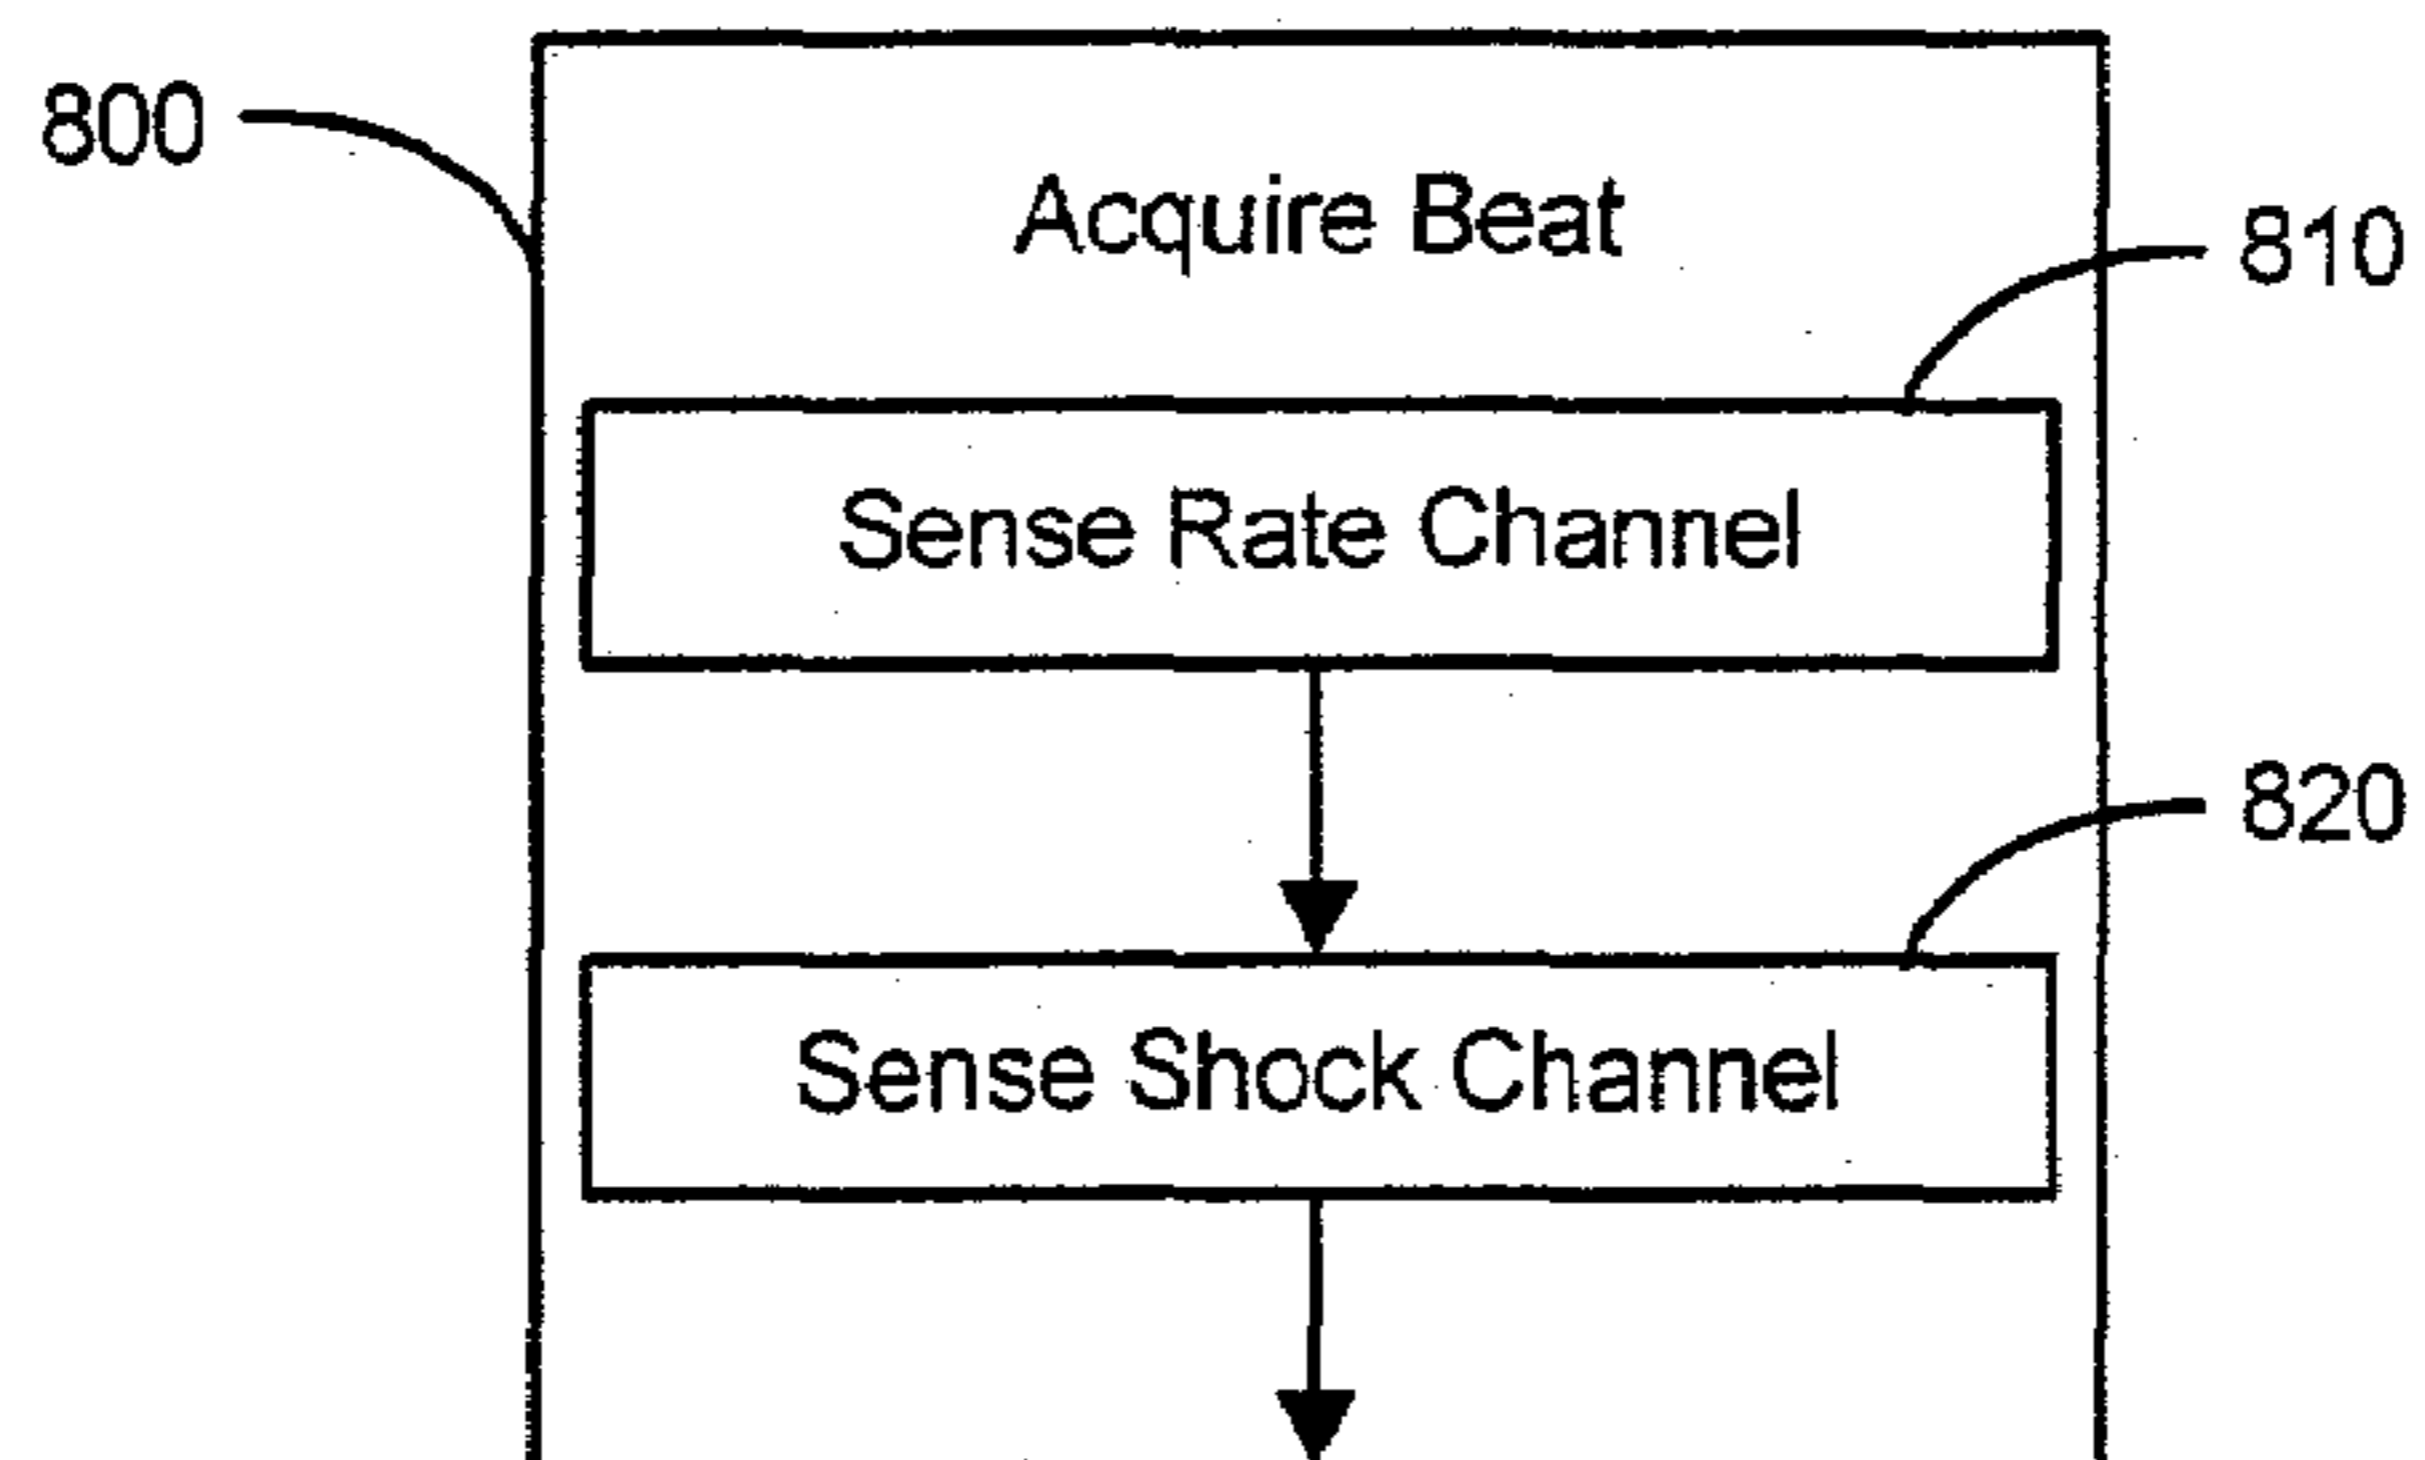 800
Acquire Beat
810
Sense Rate Channel
820
Sense Shock Channel